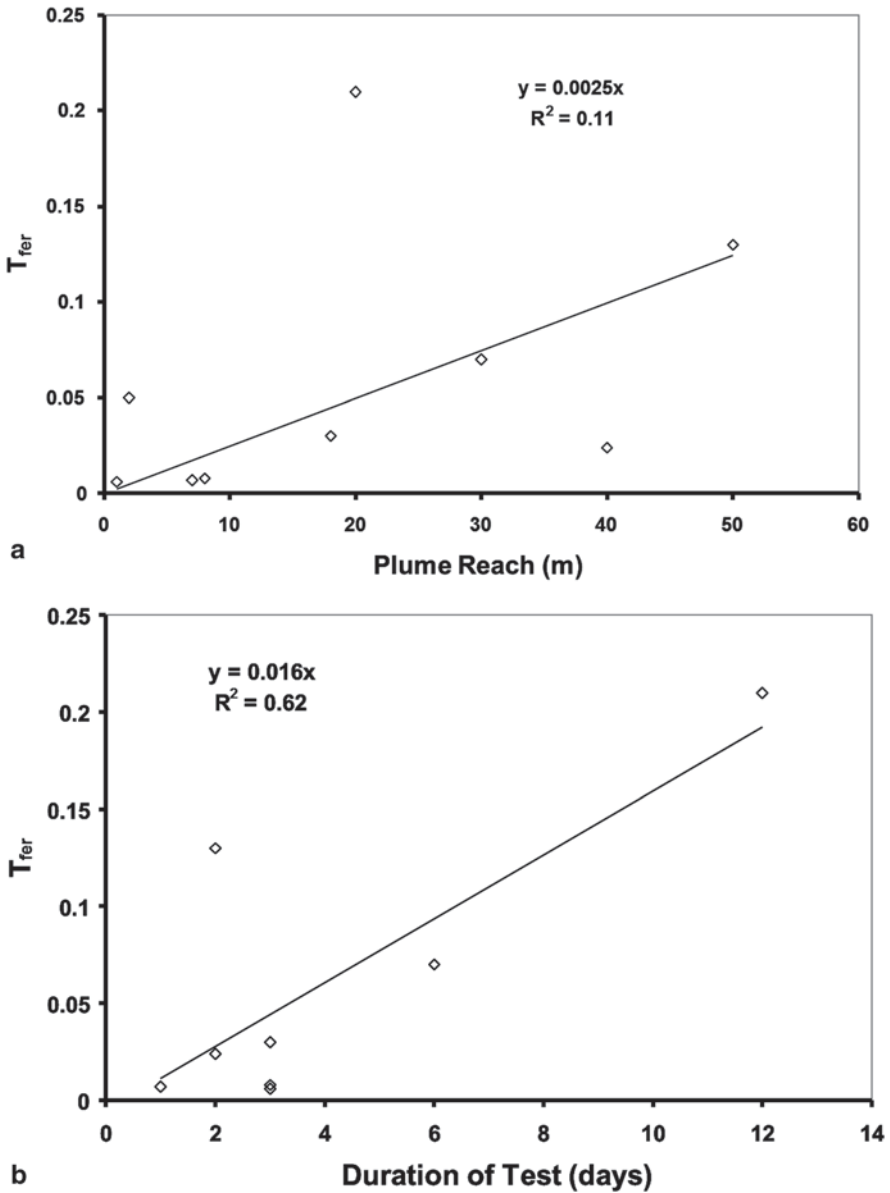 0.25
y = 0.0025x
0.2
R² = 0.11
0.15
T_fer
0.1
0.05
0
0 10 20 30 40 50 60
a
Plume Reach (m)
0.25
y = 0.016x
R² = 0.62
0.2
0.15
T_fer
0.1
0.05
0
0 2 4 6 8 10 12 14
b
Duration of Test (days)